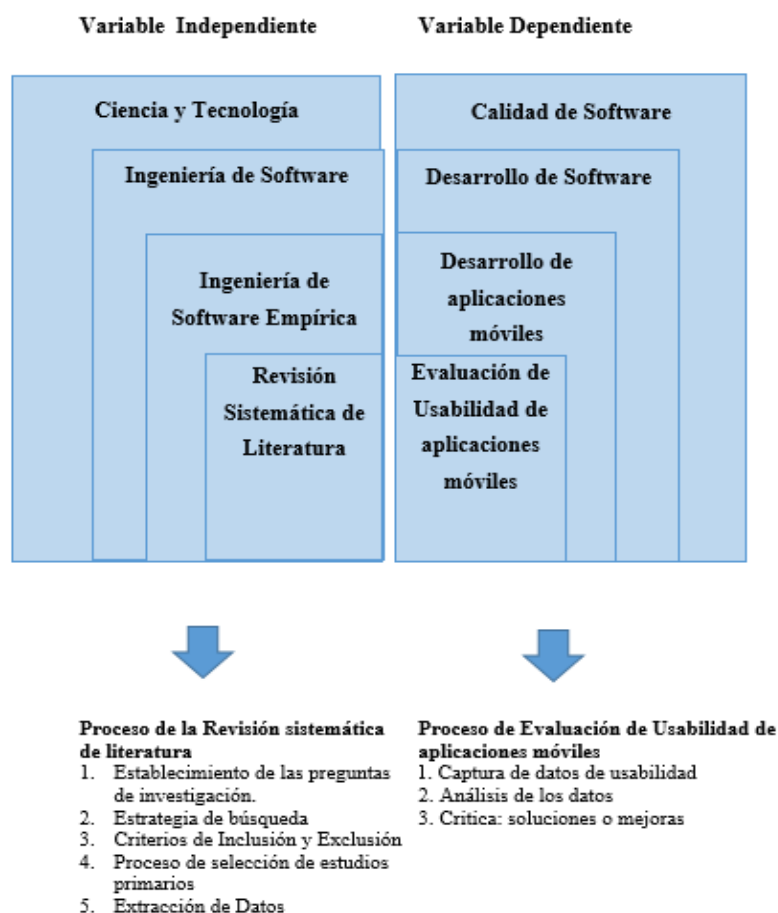 Variable Independiente
Variable Dependiente
Ciencia y Tecnología
Ingeniería de Software
Ingeniería de
Software Empírica
Revisión
Sistemática de
Literatura
Calidad de Software
Desarrollo de Software
Desarrollo de
aplicaciones
móviles
Evaluación de
Usabilidad de
aplicaciones
móviles
Proceso de la Revisión sistemática
de literatura
1. Establecimiento de las preguntas
de investigación.
2. Estrategia de búsqueda
3. Criterios de Inclusión y Exclusión
4. Proceso de selección de estudios
primarios
5. Extracción de Datos
Proceso de Evaluación de Usabilidad de
aplicaciones móviles
1. Captura de datos de usabilidad
2. Análisis de los datos
3. Critica: soluciones o mejoras